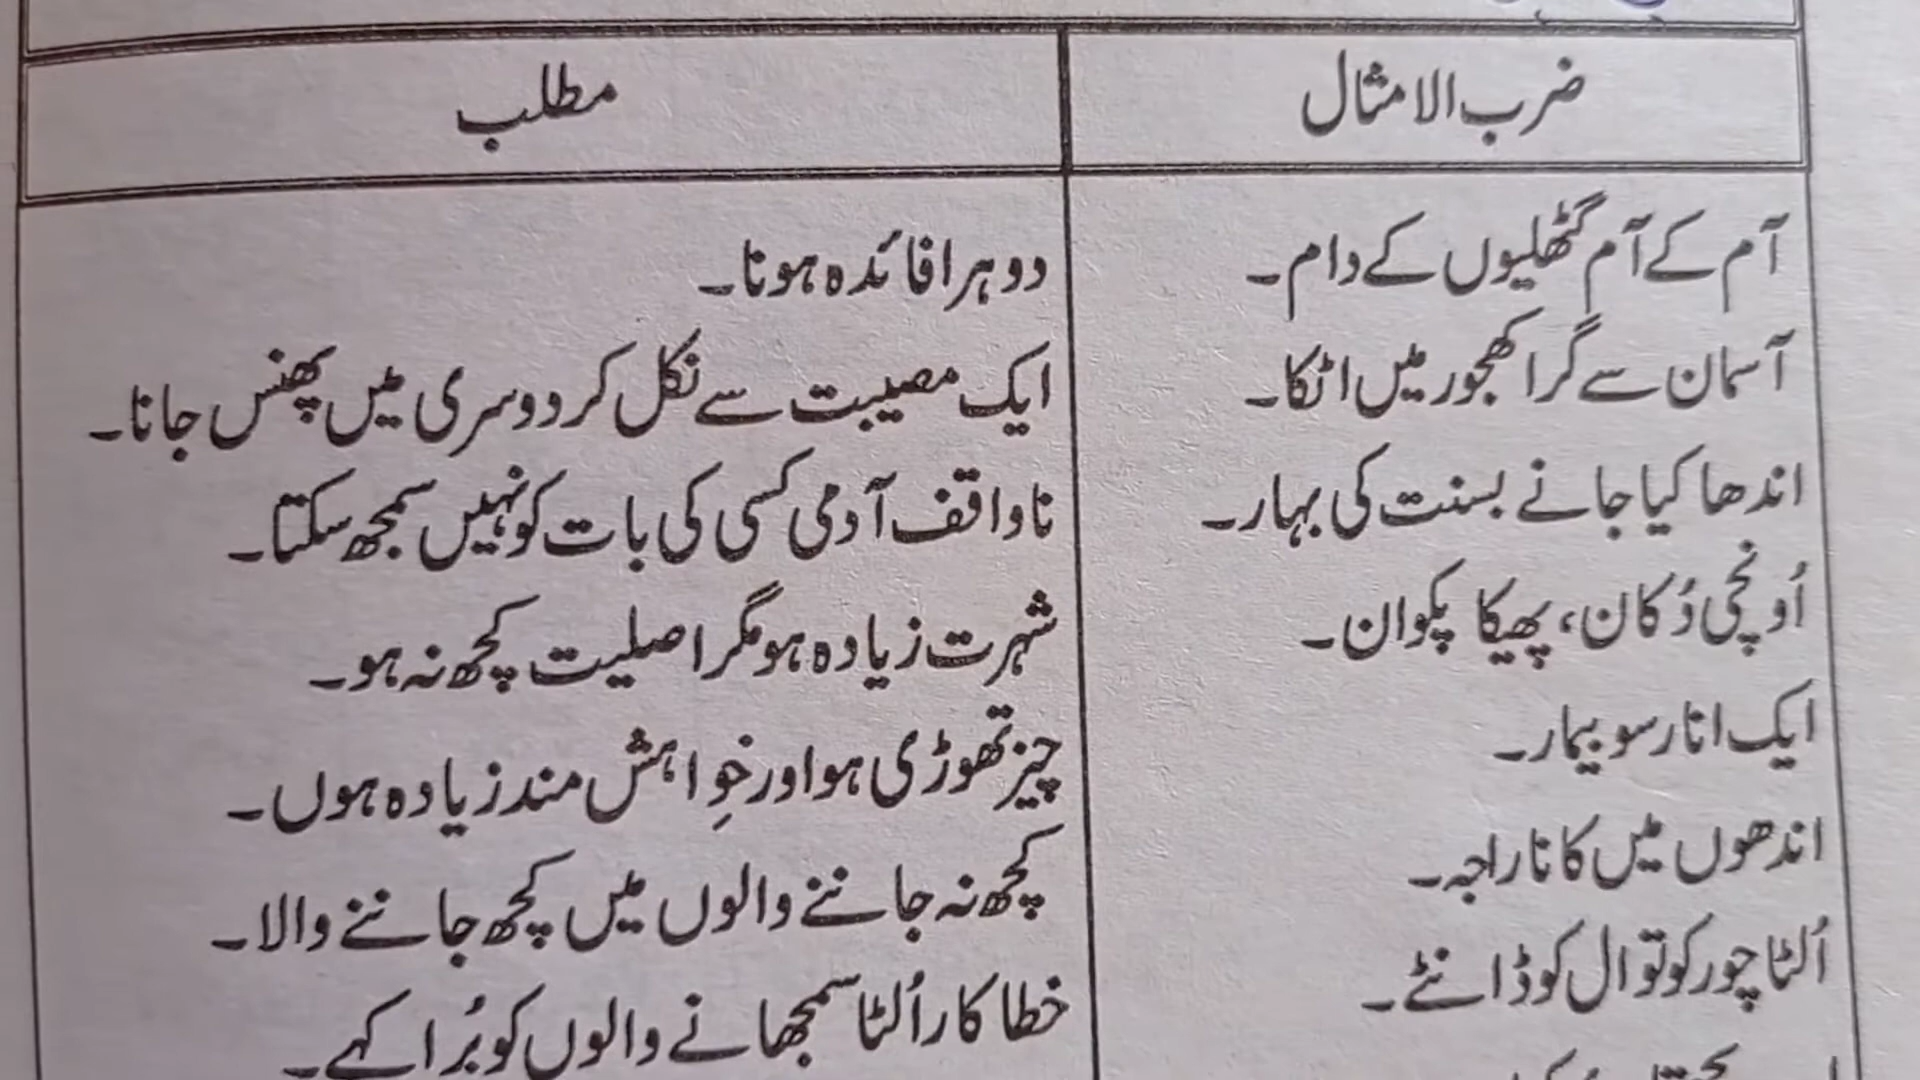 ضرب الامثال	مطلب
آم کے آم گٹھلیوں کے دام۔	دوہرا فائدہ ہونا۔
آسمان سے گرا کھجور میں اٹکا۔	ایک مصیبت سے نکل کر دوسری میں پھنس جانا۔
اندھا کیا جانے بسنت کی بہار۔	ناواقف آدمی کسی کی بات کو نہیں سمجھ سکتا۔
اُونچی دُکان، پھیکا پکوان۔	شہرت زیادہ ہو مگر اصلیت کچھ نہ ہو۔
ایک انار سو بیمار۔	چیز تھوڑی ہو اور خوِاہش مند زیادہ ہوں۔
اندھوں میں کانا راجہ۔	کچھ نہ جاننے والوں میں کچھ جاننے والا۔
اُلٹا چور کوتوال کو ڈانٹے۔	خطا کار اُلٹا سمجھانے والوں کو بُرا کہے۔